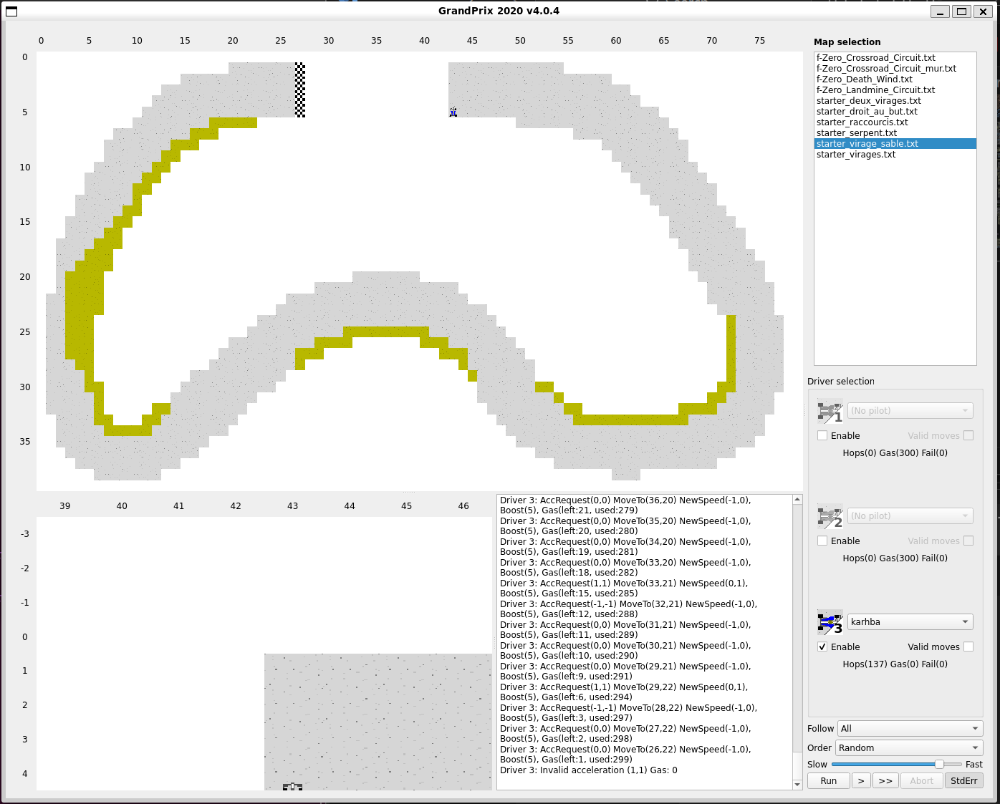 GrandPrix 2020 v4.0.4
0 5 10 15 20 25 30 35 40 45 50 55 60 65 70 75
0
5
10
15
20
25
30
35
Map selection
f-Zero_Crossroad_Circuit.txt
f-Zero_Crossroad_Circuit_mur.txt
f-Zero_Death_Wind.txt
f-Zero_Landmine_Circuit.txt
starter_deux_virages.txt
starter_droit_au_but.txt
starter_raccourcis.txt
starter_serpent.txt
starter_virage_sable.txt
starter_virages.txt
Driver selection
1 (No pilot)
Enable Valid moves
Hops(0) Gas(300) Fail(0)
2 (No pilot)
Enable Valid moves
Hops(0) Gas(300) Fail(0)
3 karhba
Enable Valid moves
Hops(137) Gas(0) Fail(0)
Follow All
Order Random
Slow Fast
Run > >> Abort StdErr
39 40 41 42 43 44 45 46
-3
-2
-1
0
1
2
3
4
Driver 3: AccRequest(0,0) MoveTo(36,20) NewSpeed(-1,0),
Boost(5), Gas(left:21, used:279)
Driver 3: AccRequest(0,0) MoveTo(35,20) NewSpeed(-1,0),
Boost(5), Gas(left:20, used:280)
Driver 3: AccRequest(0,0) MoveTo(34,20) NewSpeed(-1,0),
Boost(5), Gas(left:19, used:281)
Driver 3: AccRequest(0,0) MoveTo(33,20) NewSpeed(-1,0),
Boost(5), Gas(left:18, used:282)
Driver 3: AccRequest(1,1) MoveTo(33,21) NewSpeed(0,1),
Boost(5), Gas(left:15, used:285)
Driver 3: AccRequest(-1,-1) MoveTo(32,21) NewSpeed(-1,0),
Boost(5), Gas(left:12, used:288)
Driver 3: AccRequest(0,0) MoveTo(31,21) NewSpeed(-1,0),
Boost(5), Gas(left:11, used:289)
Driver 3: AccRequest(0,0) MoveTo(30,21) NewSpeed(-1,0),
Boost(5), Gas(left:10, used:290)
Driver 3: AccRequest(0,0) MoveTo(29,21) NewSpeed(-1,0),
Boost(5), Gas(left:9, used:291)
Driver 3: AccRequest(1,1) MoveTo(29,22) NewSpeed(0,1),
Boost(5), Gas(left:6, used:294)
Driver 3: AccRequest(-1,-1) MoveTo(28,22) NewSpeed(-1,0),
Boost(5), Gas(left:3, used:297)
Driver 3: AccRequest(0,0) MoveTo(27,22) NewSpeed(-1,0),
Boost(5), Gas(left:2, used:298)
Driver 3: AccRequest(0,0) MoveTo(26,22) NewSpeed(-1,0),
Boost(5), Gas(left:1, used:299)
Driver 3: Invalid acceleration (1,1) Gas: 0